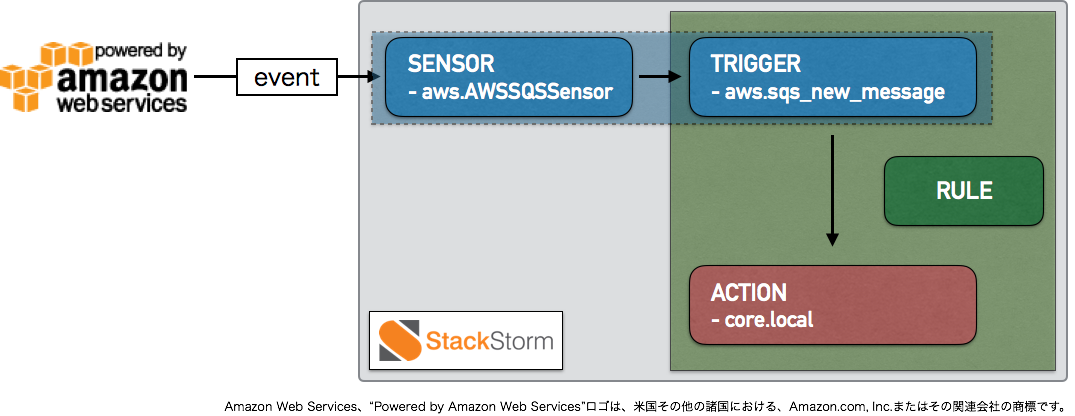 powered by
amazon
web services
event
SENSOR
- aws.AWSSQSSensor
TRIGGER
- aws.sqs_new_message
RULE
ACTION
- core.local
StackStorm
Amazon Web Services、“Powered by Amazon Web Services”ロゴは、米国その他の諸国における、Amazon.com, Inc.またはその関連会社の商標です。